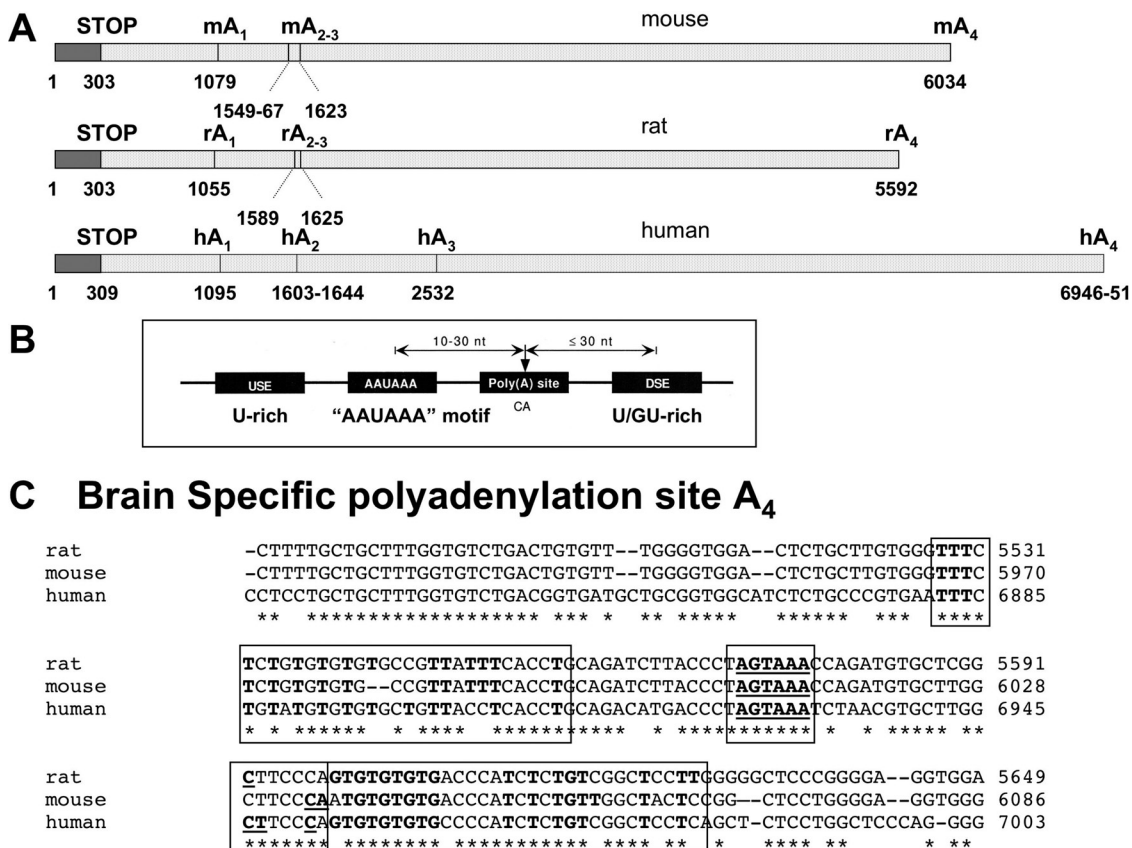 A
STOP mA1 mA2-3 mouse mA4
1 303 1079 6034
1549-67 1623
STOP rA1 rA2-3 rat rA4
1 303 1055 5592
1589 1625
STOP hA1 hA2 hA3 human hA4
1 309 1095 1603-1644 2532 6946-51
B
10-30 nt ≤ 30 nt
USE AAUAAA Poly(A) site DSE
CA
U-rich “AAUAAA” motif U/GU-rich
C Brain Specific polyadenylation site A4
rat -CTTTTGCTGCTTTGGTGTCTGACTGTGTT--TGGGGTGGA--CTCTGCTTGTGGGTTTC 5531
mouse -CTTTTGCTGCTTTGGTGTCTGACTGTGTT--TGGGGTGGA--CTCTGCTTGTGGGTTTC 5970
human CCTCCTGCTGCTTTGGTGTCTGACGGTGATGCTGCGGTGGCATCTCTGCCCGTGAATTTC 6885
** ******************* *** * **** ****** *** ****
rat TCTGTGTGTGTGCCGTTATTTCACCTGCAGATCTTACCCTAGTAAACCAGATGTGCTCGG 5591
mouse TCTGTGTGTG--CCGTTATTTCACCTGCAGATCTTACCCTAGTAAACCAGATGTGCTTGG 6028
human TGTATGTGTGTGCTGTTACCTCACCTGCAGACATGACCCTAGTAAATCTAACGTGCTTGG 6945
* * ****** * **** *********** * ************ * * ***** **
rat CTTCCCAGTGTGTGTGACCCATCTCTGTCGGCTCCTTGGGGGCTCCCGGGGA--GGTGGA 5649
mouse CTTCCCAATGTGTGTGACCCATCTCTGTTGGCTACTCCGG--CTCCTGGGGA--GGTGGG 6086
human CTTCCCAGTGTGTGTGCCCCATCTCTGTCGGCTCCTCAGCT-CTCCTGGCTCCCAG-GGG 7003
******* ******** *********** **** ** * **** ** * **